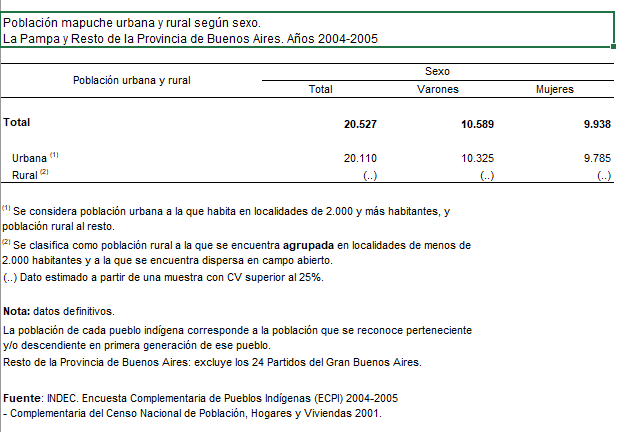 Población mapuche urbana y rural según sexo.
La Pampa y Resto de la Provincia de Buenos Aires. Años 2004-2005
Población urbana y rural
Sexo
Total Varones Mujeres
Total 20.527 10.589 9.938
Urbana (1) 20.110 10.325 9.785
Rural (2) (..) (..) (..)
(1) Se considera población urbana a la que habita en localidades de 2.000 y más habitantes, y
población rural al resto.
(2) Se clasifica como población rural a la que se encuentra agrupada en localidades de menos de
2.000 habitantes y a la que se encuentra dispersa en campo abierto.
(..) Dato estimado a partir de una muestra con CV superior al 25%.
Nota: datos definitivos.
La población de cada pueblo indígena corresponde a la población que se reconoce perteneciente
y/o descendiente en primera generación de ese pueblo.
Resto de la Provincia de Buenos Aires: excluye los 24 Partidos del Gran Buenos Aires.
Fuente: INDEC. Encuesta Complementaria de Pueblos Indígenas (ECPI) 2004-2005
- Complementaria del Censo Nacional de Población, Hogares y Viviendas 2001.